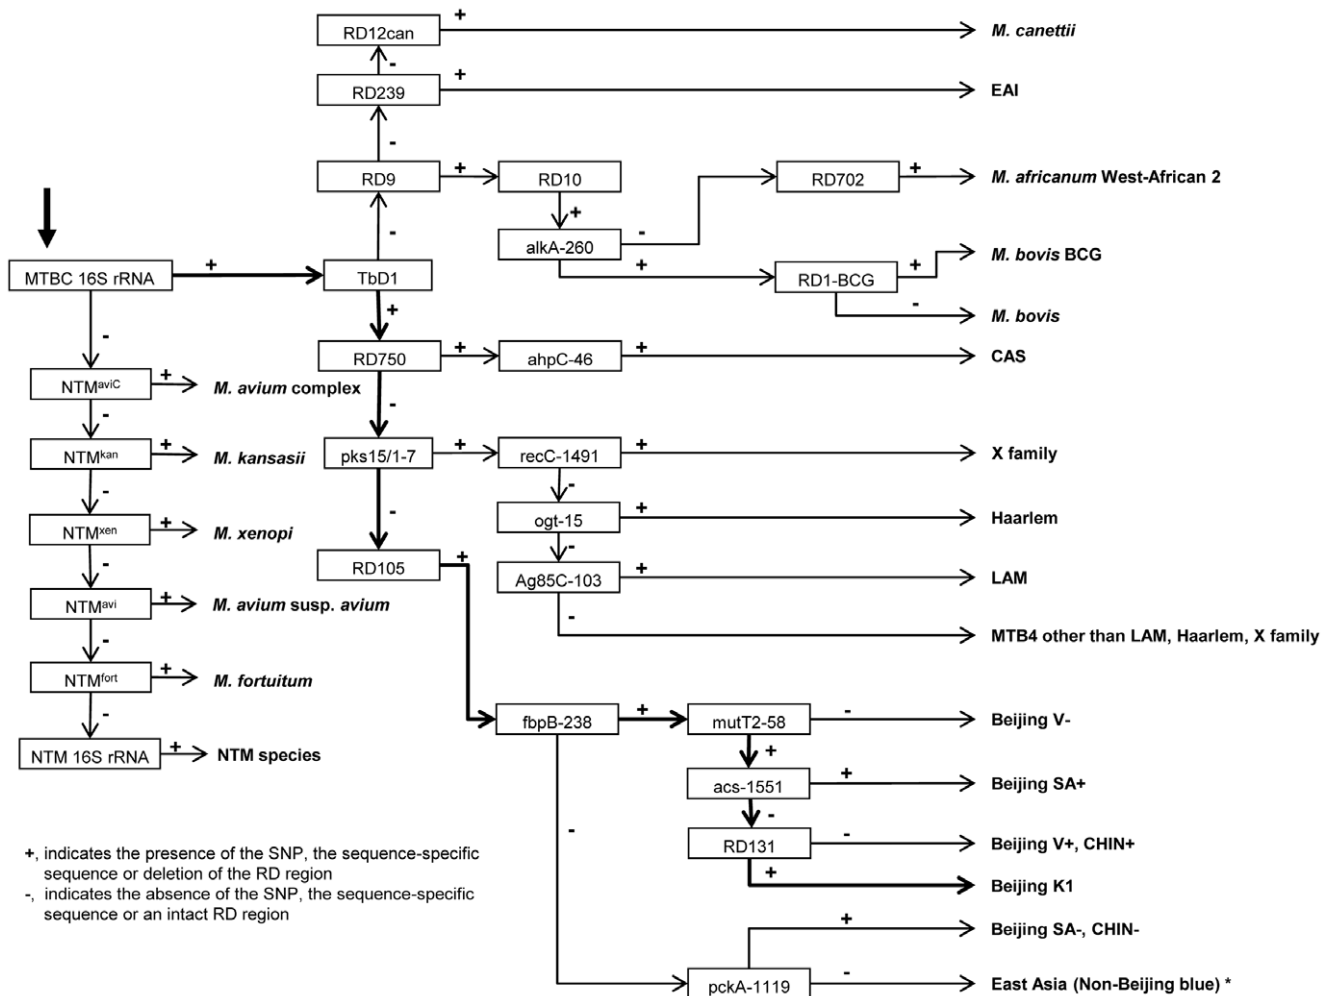 RD12can
+
M. canettii
-
RD239
+
EAI
-
RD9
+
RD10
RD702
+
M. africanum West-African 2
-
+
-
alkA-260
+
M. bovis BCG
MTBC 16S rRNA
+
TbD1
RD1-BCG
+
-
M. bovis
-
+
RD750
+
ahpC-46
+
CAS
NTMaviC
+
M. avium complex
-
-
NTMkan
+
M. kansasii
pks15/1-7
+
recC-1491
+
X family
-
-
-
NTMxen
+
M. xenopi
ogt-15
+
Haarlem
-
-
RD105
+
Ag85C-103
+
LAM
NTMavi
+
M. avium susp. avium
-
MTB4 other than LAM, Haarlem, X family
-
NTMfort
+
M. fortuitum
-
fbpB-238
+
mutT2-58
-
Beijing V-
NTM 16S rRNA
+
NTM species
+
acs-1551
+
Beijing SA+
-
-
RD131
-
Beijing V+, CHIN+
+
Beijing K1
+, indicates the presence of the SNP, the sequence-specific
sequence or deletion of the RD region
-, indicates the absence of the SNP, the sequence-specific
sequence or an intact RD region
+
Beijing SA-, CHIN-
pckA-1119
-
East Asia (Non-Beijing blue) *